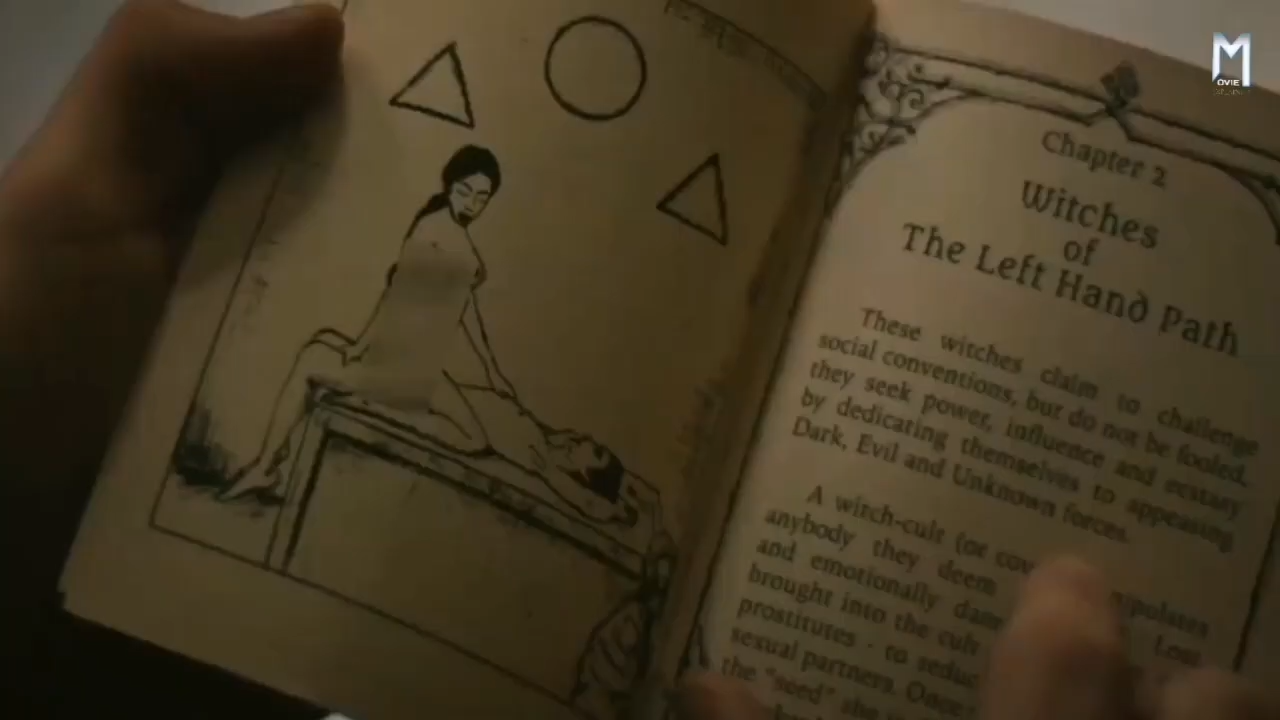 M
OVIE
Chapter 2
Witches
of
The Left Hand Path
These witches claim to challenge
social conventions, but do not be fooled,
they seek power, influence and ecstasy
by dedicating themselves to appeasing
Dark, Evil and Unknown forces.
A witch-cult (or
anybody they deem
and emotionally
brought into the cult
prostitutes - to
sexual partners. Once
the "seed" she